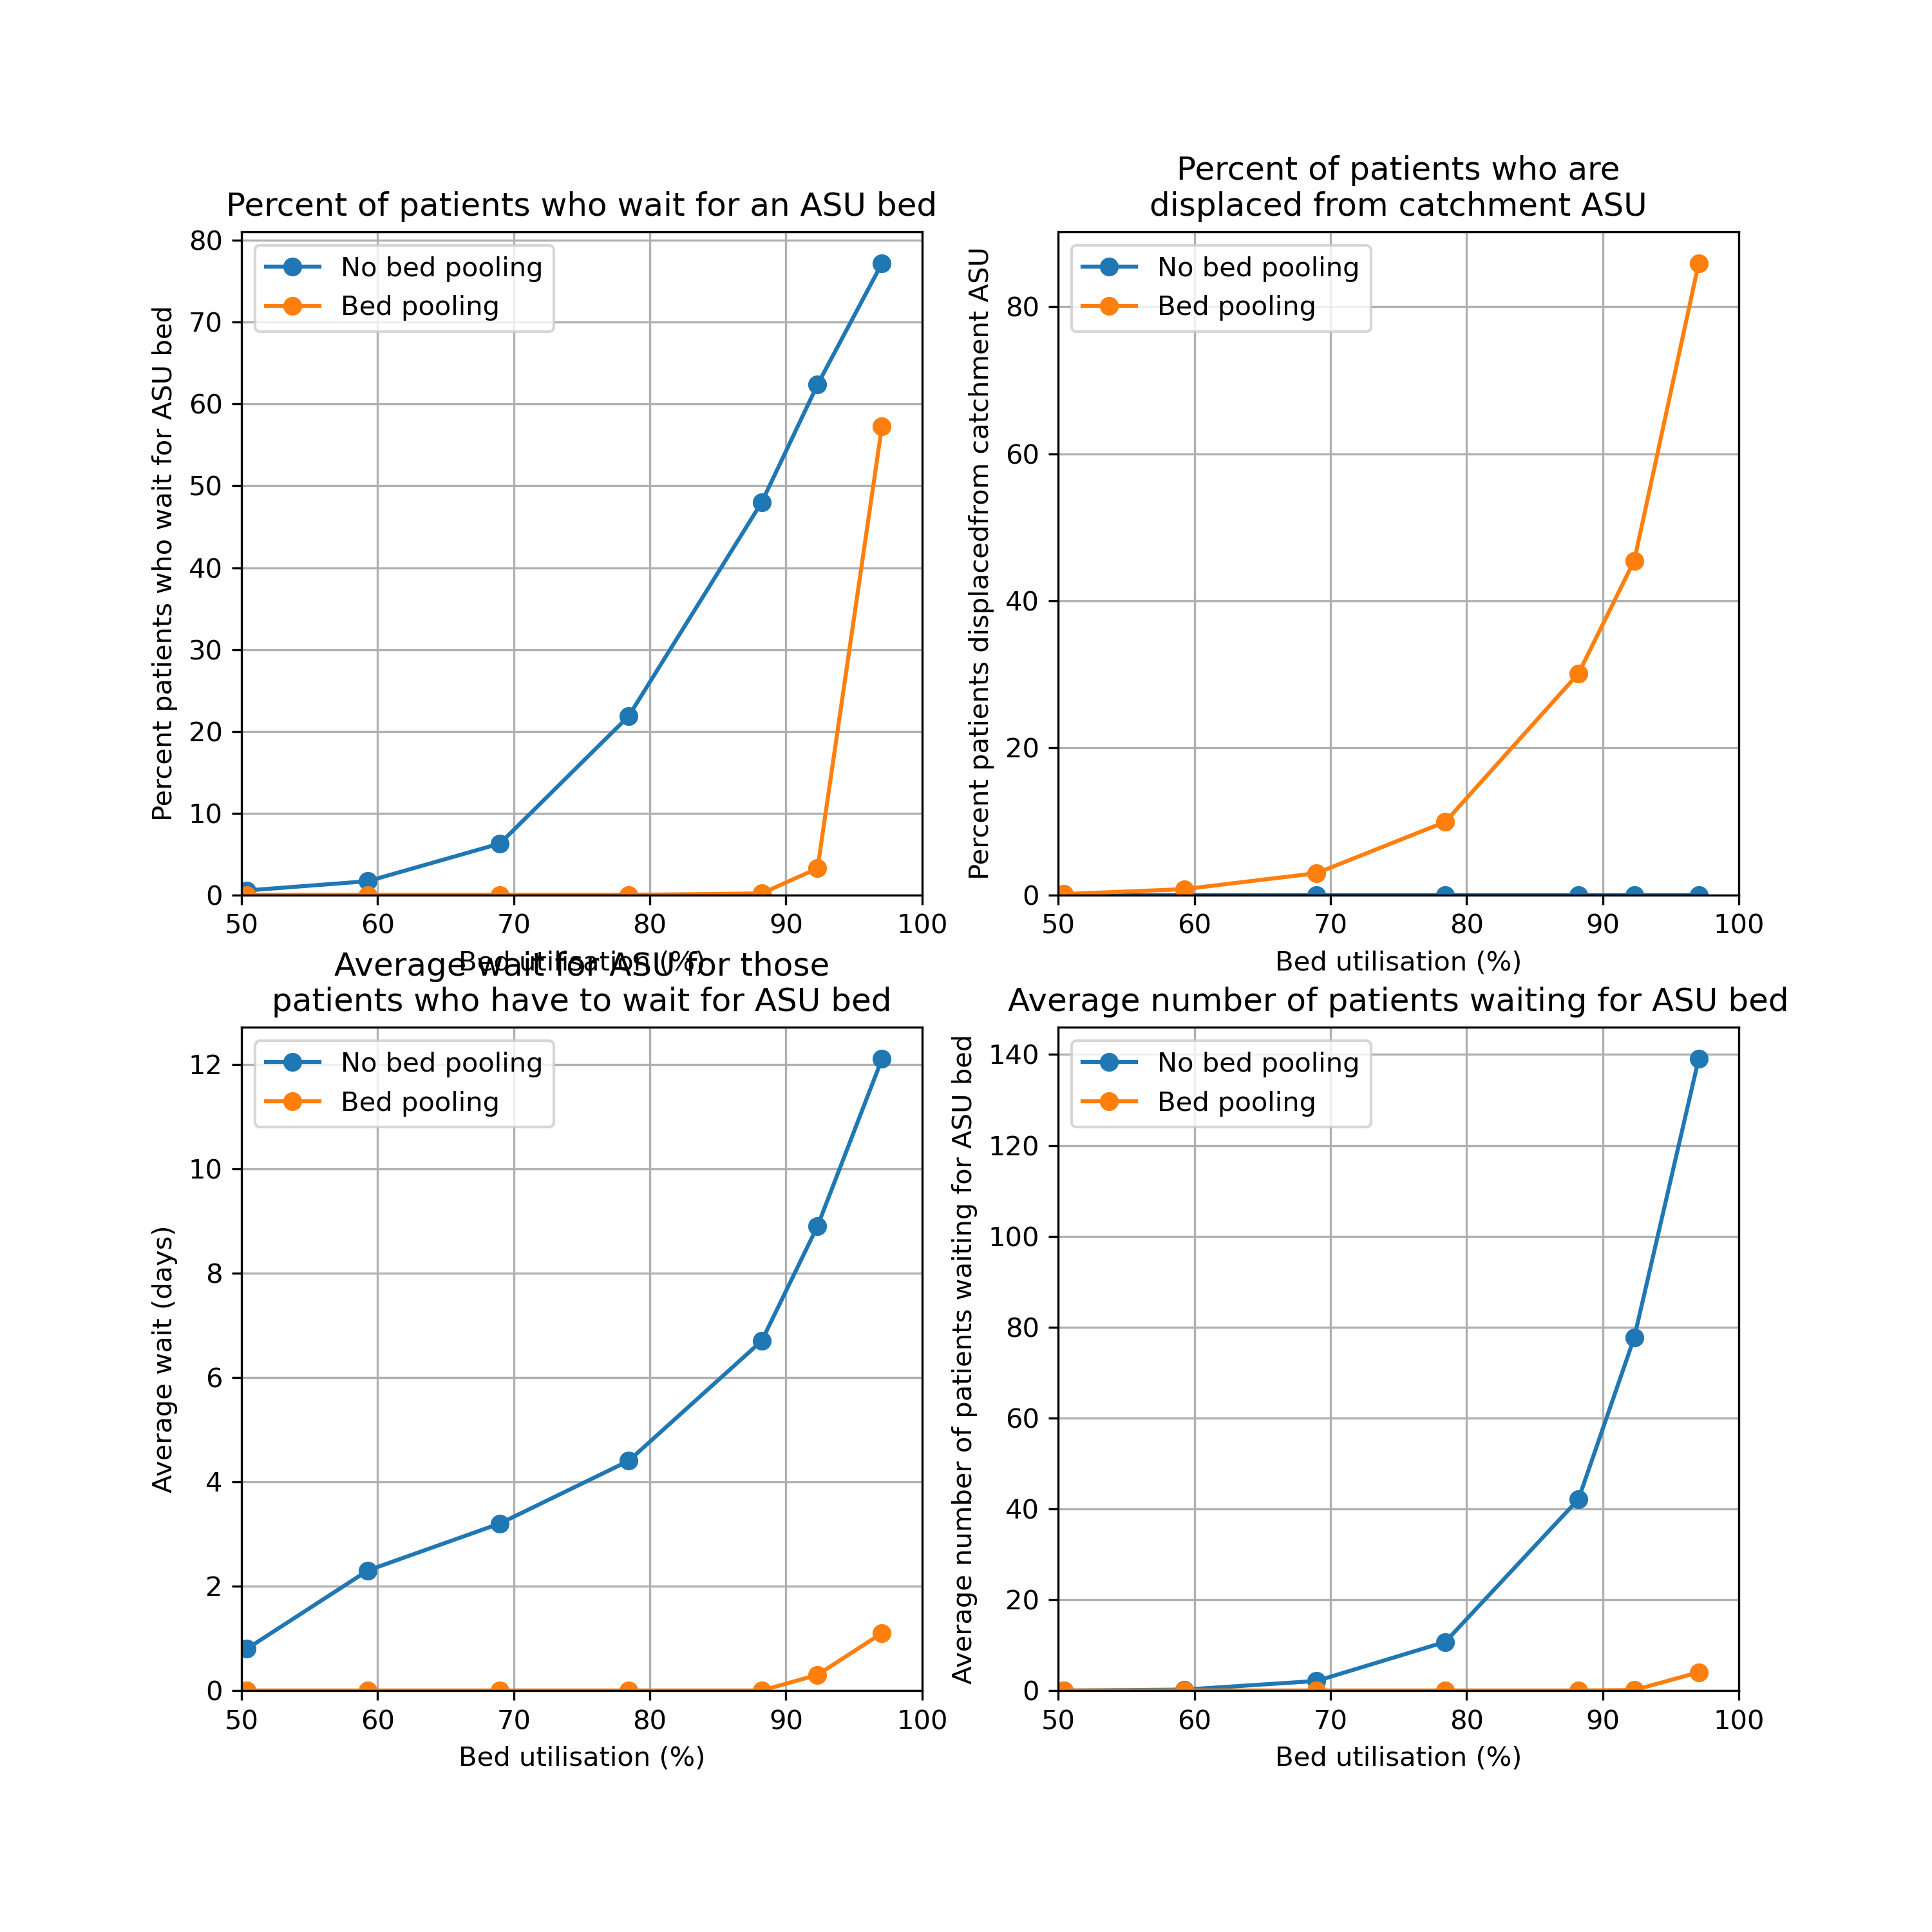 Percent of patients who wait for an ASU bed
Percent patients who wait for ASU bed
80
70
60
50
40
30
20
10
0
No bed pooling
Bed pooling
50 60 70 80 90 100
Bed utilisation (%)
Percent of patients who are
displaced from catchment ASU
Percent patients displacedfrom catchment ASU
80
60
40
20
0
No bed pooling
Bed pooling
50 60 70 80 90 100
Bed utilisation (%)
Average wait for ASU for those
patients who have to wait for ASU bed
Average wait (days)
12
10
8
6
4
2
0
No bed pooling
Bed pooling
50 60 70 80 90 100
Bed utilisation (%)
Average number of patients waiting for ASU bed
Average number of patients waiting for ASU bed
140
120
100
80
60
40
20
0
No bed pooling
Bed pooling
50 60 70 80 90 100
Bed utilisation (%)